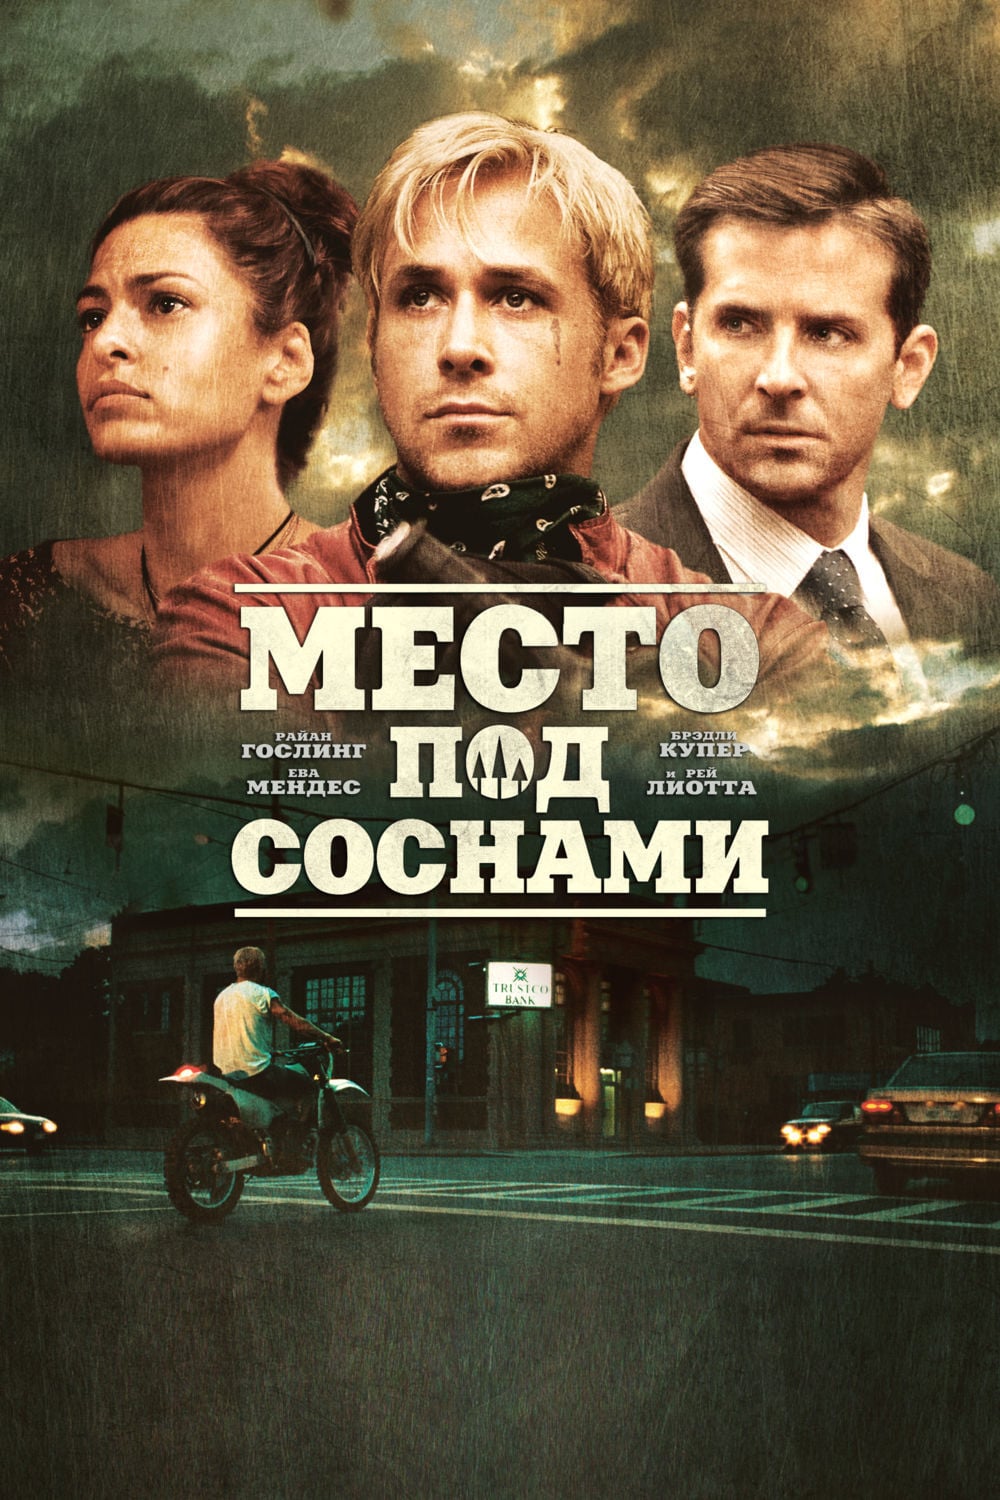 МЕСТО
РАЙАН
ГОСЛИНГ
ЕВА
МЕНДЕС
ПОД
БРЭДЛИ
КУПЕР
И РЕЙ
ЛИОТТА
СОСНАМИ
TRUSTCO
BANK